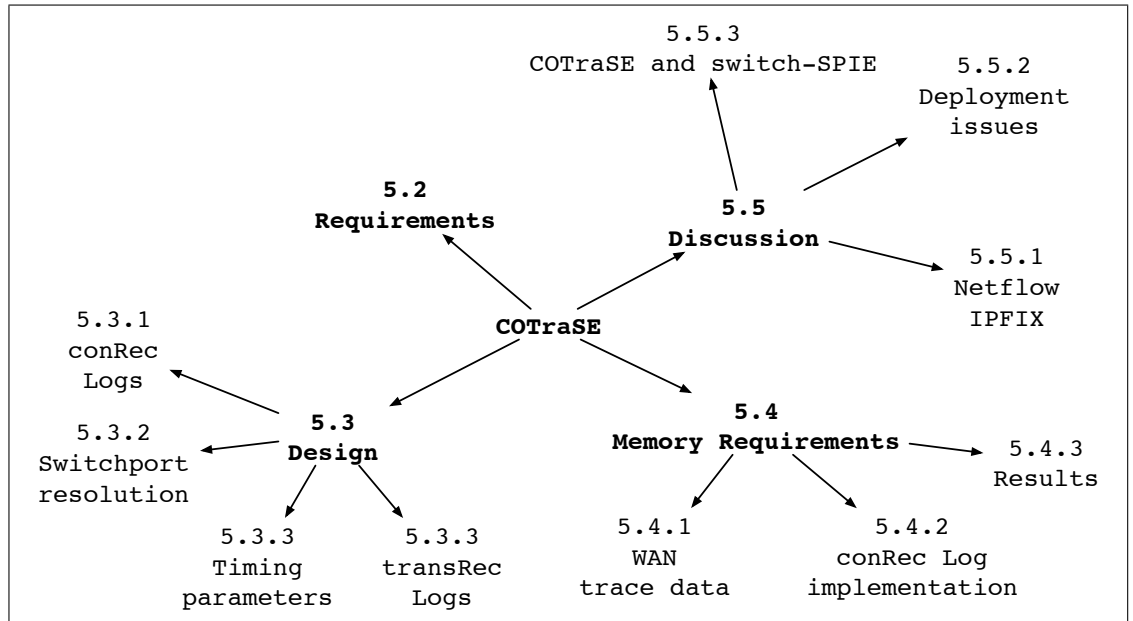 5.5.3
COTraSE and switch-SPIE
5.5.2
Deployment
issues
5.2
Requirements
5.5
Discussion
5.5.1
Netflow
IPFIX
COTraSE
5.3.1
conRec
Logs
5.3.2
Switchport
resolution
5.3
Design
5.3.3
Timing
parameters
5.3.3
transRec
Logs
5.4
Memory Requirements
5.4.3
Results
5.4.1
WAN
trace data
5.4.2
conRec Log
implementation